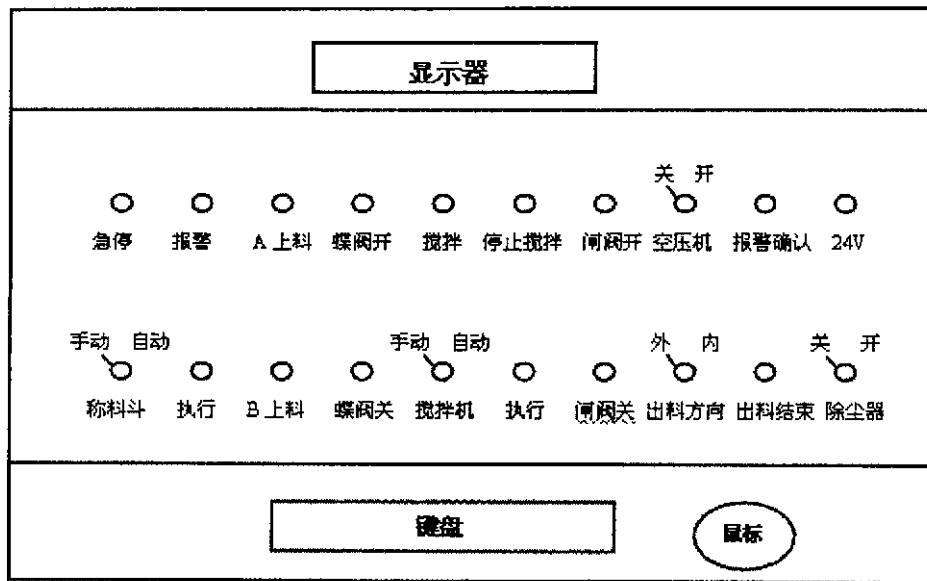 显示器
关 开
急停 报警 A上料 蝶阀开 搅拌 停止搅拌 闸阀开 空压机 报警确认 24V
手动 自动 手动 自动 外 内 关 开
称料斗 执行 B上料 蝶阀关 搅拌机 执行 闸阀关 出料方向 出料结束 除尘器
键盘 鼠标